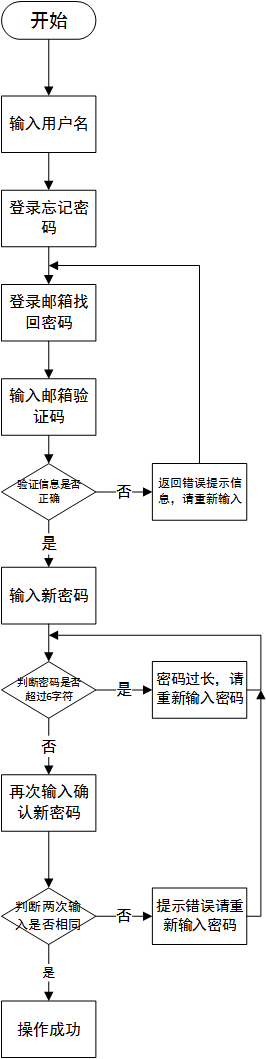 开始
输入用户名
登录忘记密
码
登录邮箱找
回密码
输入邮箱验
证码
验证信息是否
正确
否
返回错误提示信
息，请重新输入
是
输入新密码
判断密码是否
超过6字符
是
密码过长，请
重新输入密码
否
再次输入确
认新密码
判断两次输
入是否相同
否
提示错误请重
新输入密码
是
操作成功